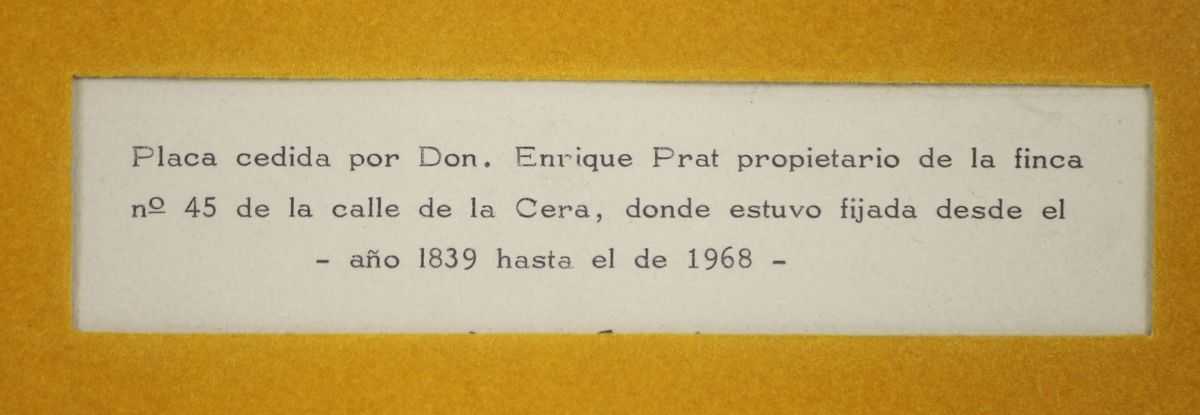 Placa cedida por Don. Enrique Prat propietario de la finca
nº 45 de la calle de la Cera, donde estuvo fijada desde el
- año 1839 hasta el de 1968 -